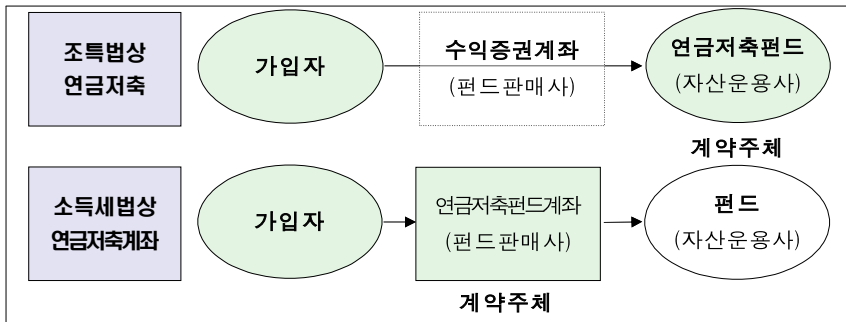 조특법상
연금저축
가입자
수익증권계좌
(펀드판매사)
연금저축펀드
(자산운용사)
계약주체
소득세법상
연금저축계좌
가입자
연금저축펀드계좌
(펀드판매사)
계약주체
펀드
(자산운용사)